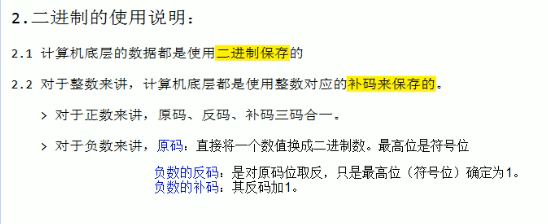 2.二进制的使用说明：
2.1 计算机底层的数据都是使用二进制保存的
2.2 对于整数来讲，计算机底层都是使用整数对应的补码来保存的。
> 对于正数来讲，原码、反码、补码三码合一。
> 对于负数来讲，原码：直接将一个数值换成二进制数。最高位是符号位
负数的反码：是对原码位取反，只是最高位（符号位）确定为1。
负数的补码：其反码加1。